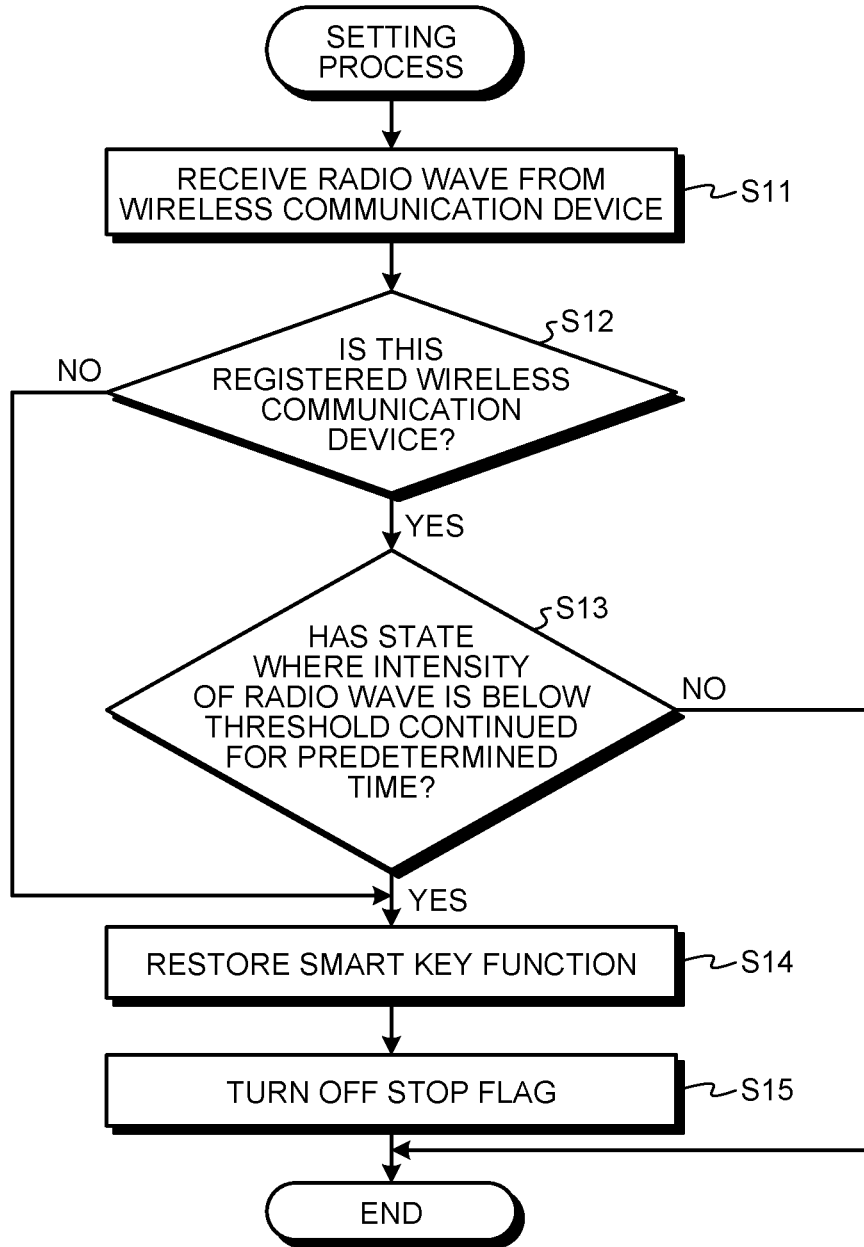 SETTING
PROCESS
RECEIVE RADIO WAVE FROM
WIRELESS COMMUNICATION DEVICE
S11
S12
IS THIS
REGISTERED WIRELESS
COMMUNICATION
DEVICE?
NO
YES
S13
HAS STATE
WHERE INTENSITY
OF RADIO WAVE IS BELOW
THRESHOLD CONTINUED
FOR PREDETERMINED
TIME?
NO
YES
RESTORE SMART KEY FUNCTION
S14
TURN OFF STOP FLAG
S15
END